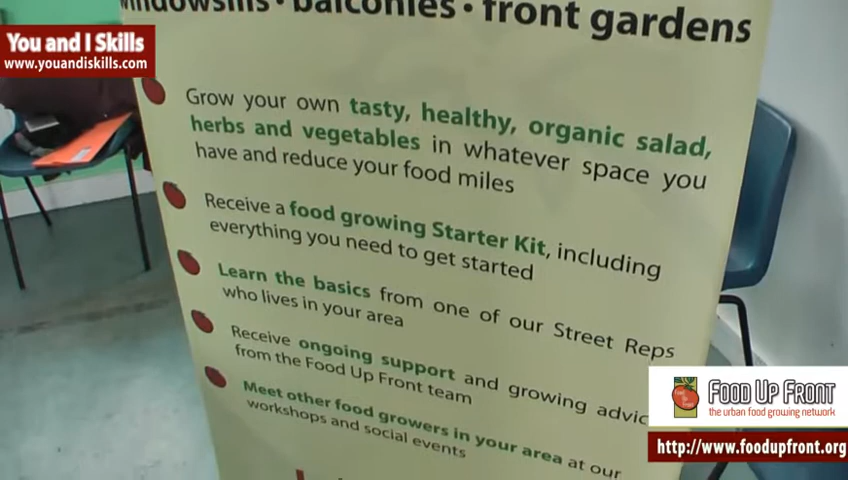 windowsills • balconies • front gardens
You and I Skills
www.youandiskills.com
Grow your own tasty, healthy, organic salad,
herbs and vegetables in whatever space you
have and reduce your food miles
Receive a food growing Starter Kit, including
everything you need to get started
Learn the basics from one of our Street Reps
who lives in your area
Receive ongoing support and growing advic
from the Food Up Front team
Meet other food growers in your area at our
workshops and social events
FOOD UP FRONT
the urban food growing network
http://www.foodupfront.org